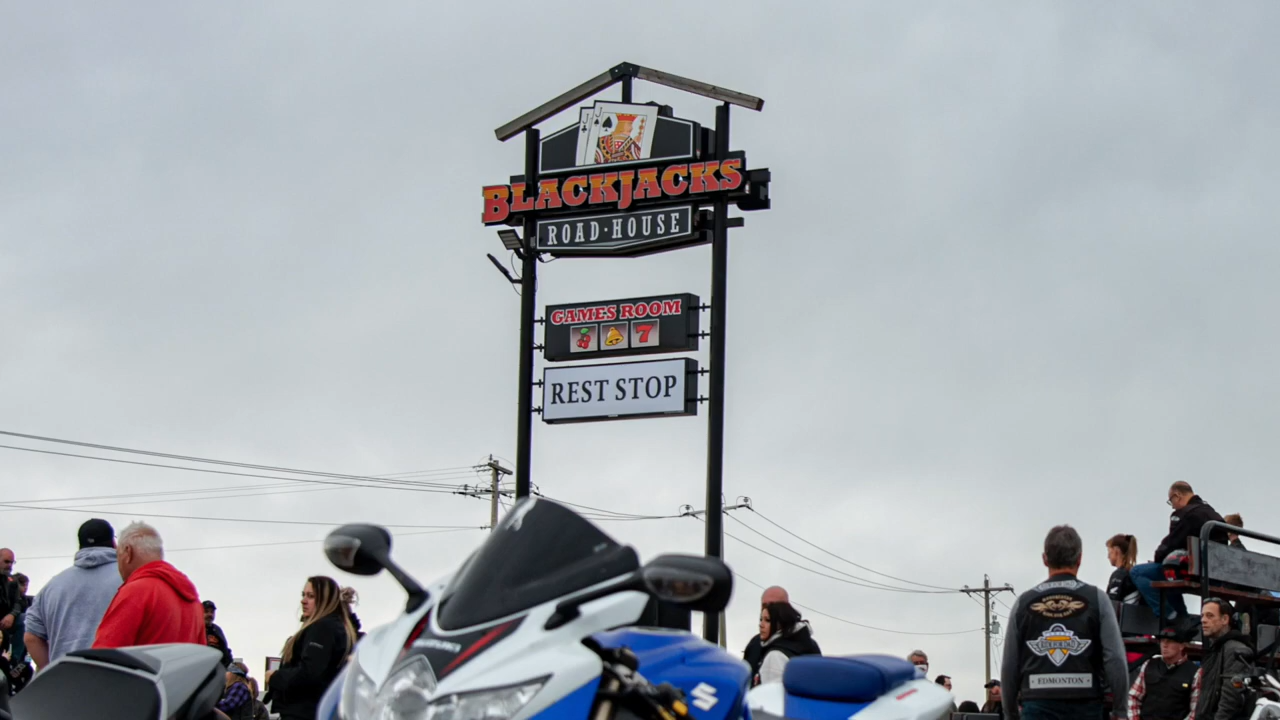 J J
BLACKJACKS
ROAD·HOUSE
GAMES ROOM
7
REST STOP
EDMONTON